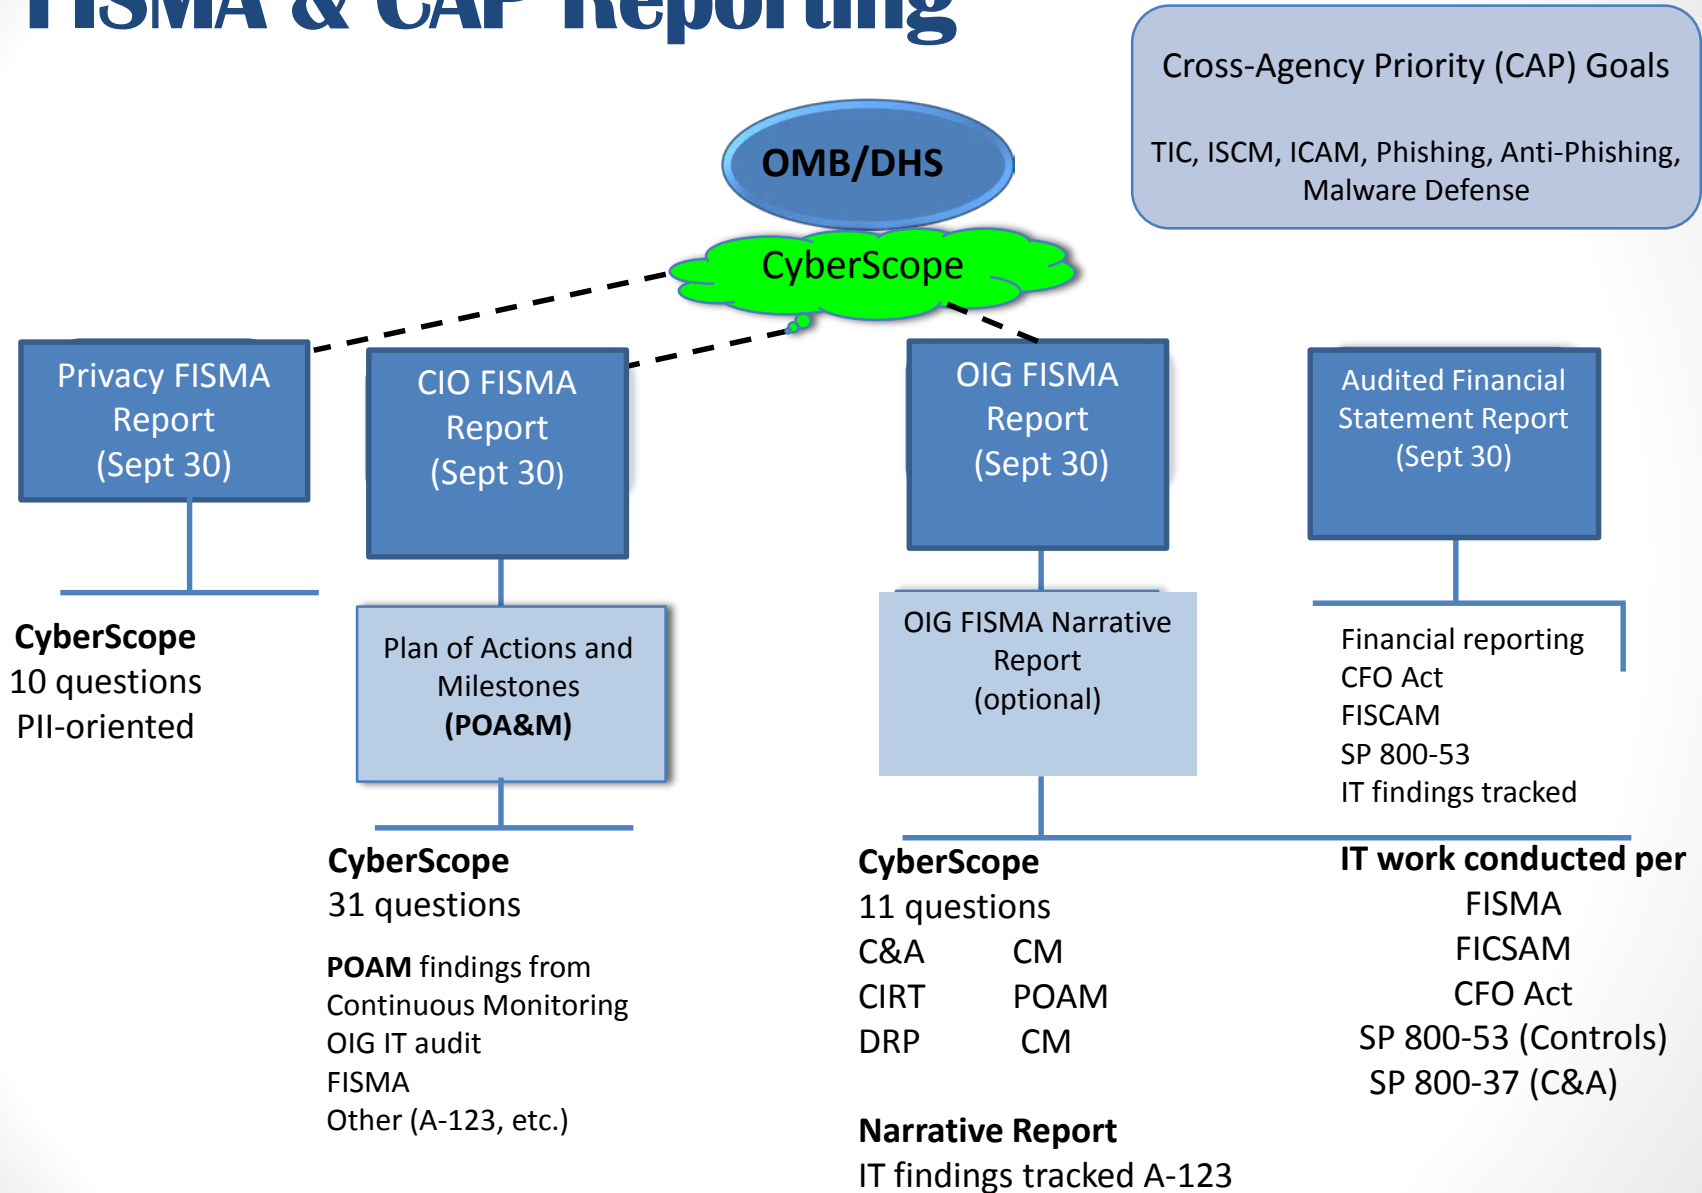 FISMA & CAP Reporting
Cross-Agency Priority (CAP) Goals
TIC, ISCM, ICAM, Phishing, Anti-Phishing,
Malware Defense
OMB/DHS
CyberScope
Privacy FISMA
Report
(Sept 30)
CIO FISMA
Report
(Sept 30)
OIG FISMA
Report
(Sept 30)
Audited Financial
Statement Report
(Sept 30)
CyberScope
10 questions
PII-oriented
Plan of Actions and
Milestones
(POA&M)
OIG FISMA Narrative
Report
(optional)
Financial reporting
CFO Act
FISCAM
SP 800-53
IT findings tracked
CyberScope
31 questions
POAM findings from
Continuous Monitoring
OIG IT audit
FISMA
Other (A-123, etc.)
CyberScope
11 questions
C&A CM
CIRT POAM
DRP CM
Narrative Report
IT findings tracked A-123
IT work conducted per
FISMA
FICSAM
CFO Act
SP 800-53 (Controls)
SP 800-37 (C&A)